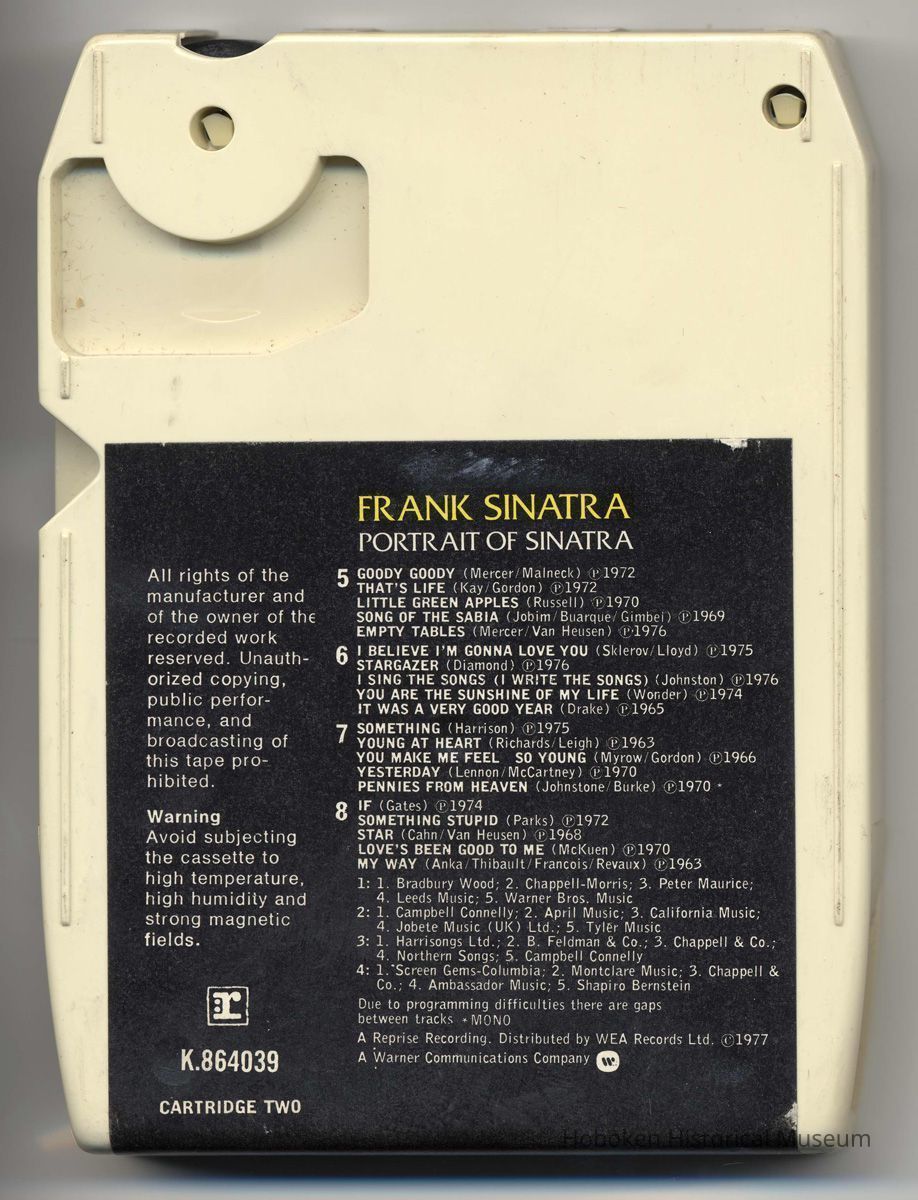 FRANK SINATRA
PORTRAIT OF SINATRA
5 GOODY GOODY (Mercer/Malneck) ℗1972
THAT'S LIFE (Kay/Gordon) ℗1972
LITTLE GREEN APPLES (Russell) ℗1970
SONG OF THE SABIA (Jobim/Buarque/Gimbel) ℗1969
EMPTY TABLES (Mercer/Van Heusen) ℗1976
6 I BELIEVE I'M GONNA LOVE YOU (Sklerov/Lloyd) ℗1975
STARGAZER (Diamond) ℗1976
I SING THE SONGS (I WRITE THE SONGS) (Johnston) ℗1976
YOU ARE THE SUNSHINE OF MY LIFE (Wonder) ℗1974
IT WAS A VERY GOOD YEAR (Drake) ℗1965
7 SOMETHING (Harrison) ℗1975
YOUNG AT HEART (Richards/Leigh) ℗1963
YOU MAKE ME FEEL SO YOUNG (Myrow/Gordon) ℗1966
YESTERDAY (Lennon/McCartney) ℗1970
PENNIES FROM HEAVEN (Johnstone/Burke) ℗1970 *
8 IF (Gates) ℗1974
SOMETHING STUPID (Parks) ℗1972
STAR (Cahn/Van Heusen) ℗1968
LOVE'S BEEN GOOD TO ME (McKuen) ℗1970
MY WAY (Anka/Thibault/Francois/Revaux) ℗1963
1: 1. Bradbury Wood; 2. Chappell-Morris; 3. Peter Maurice;
4. Leeds Music; 5. Warner Bros. Music
2: 1. Campbell Connelly; 2. April Music; 3. California Music;
4. Jobete Music (UK) Ltd.; 5. Tyler Music
3: 1. Harrisongs Ltd.; 2. B. Feldman & Co.; 3. Chappell & Co.;
4. Northern Songs; 5. Campbell Connelly
4: 1. Screen Gems-Columbia; 2. Montclare Music; 3. Chappell &
Co.; 4. Ambassador Music; 5. Shapiro Bernstein
Due to programming difficulties there are gaps
between tracks *MONO
A Reprise Recording. Distributed by WEA Records Ltd. ©1977
A Warner Communications Company
All rights of the
manufacturer and
of the owner of the
recorded work
reserved. Unauth-
orized copying,
public perfor-
mance, and
broadcasting of
this tape pro-
hibited.
Warning
Avoid subjecting
the cassette to
high temperature,
high humidity and
strong magnetic
fields.
r:
K.864039
CARTRIDGE TWO
Hoboken Historical Museum